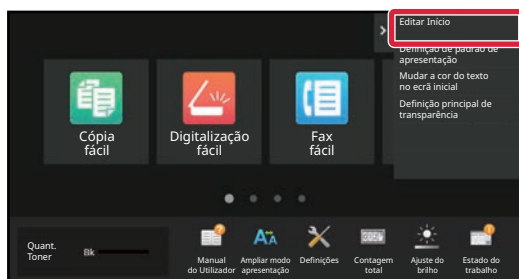 Editar Início
Definição de padrão de
apresentação
Mudar a cor do texto
no ecrã inicial
Definição principal de
transparência
Cópia
fácil
Digitalização
fácil
Fax
fácil
Quant.
Toner
Bk
Manual
do Utilizador
Ampliar modo
apresentação
Definições
Contagem
total
Ajuste do
brilho
Estado do
trabalho